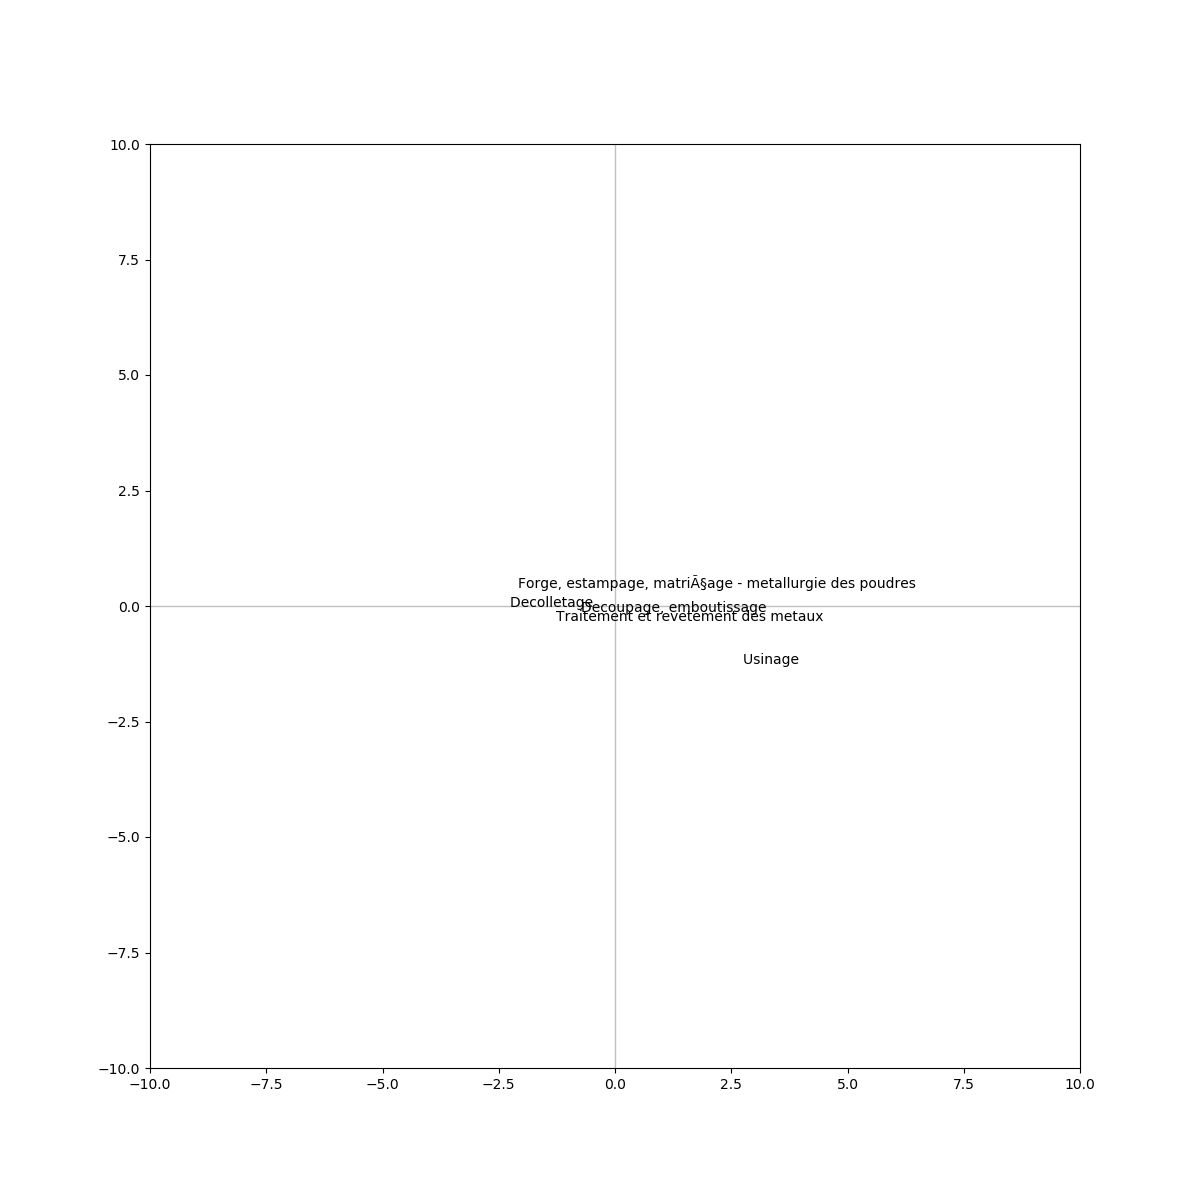 10.0
7.5
5.0
2.5
0.0
−2.5
−5.0
−7.5
−10.0
Forge, estampage, matriÃ§age - metallurgie des poudres
Decolletage
Decoupage, emboutissage
Traitement et revetement des metaux
Usinage
−10.0 −7.5 −5.0 −2.5 0.0 2.5 5.0 7.5 10.0